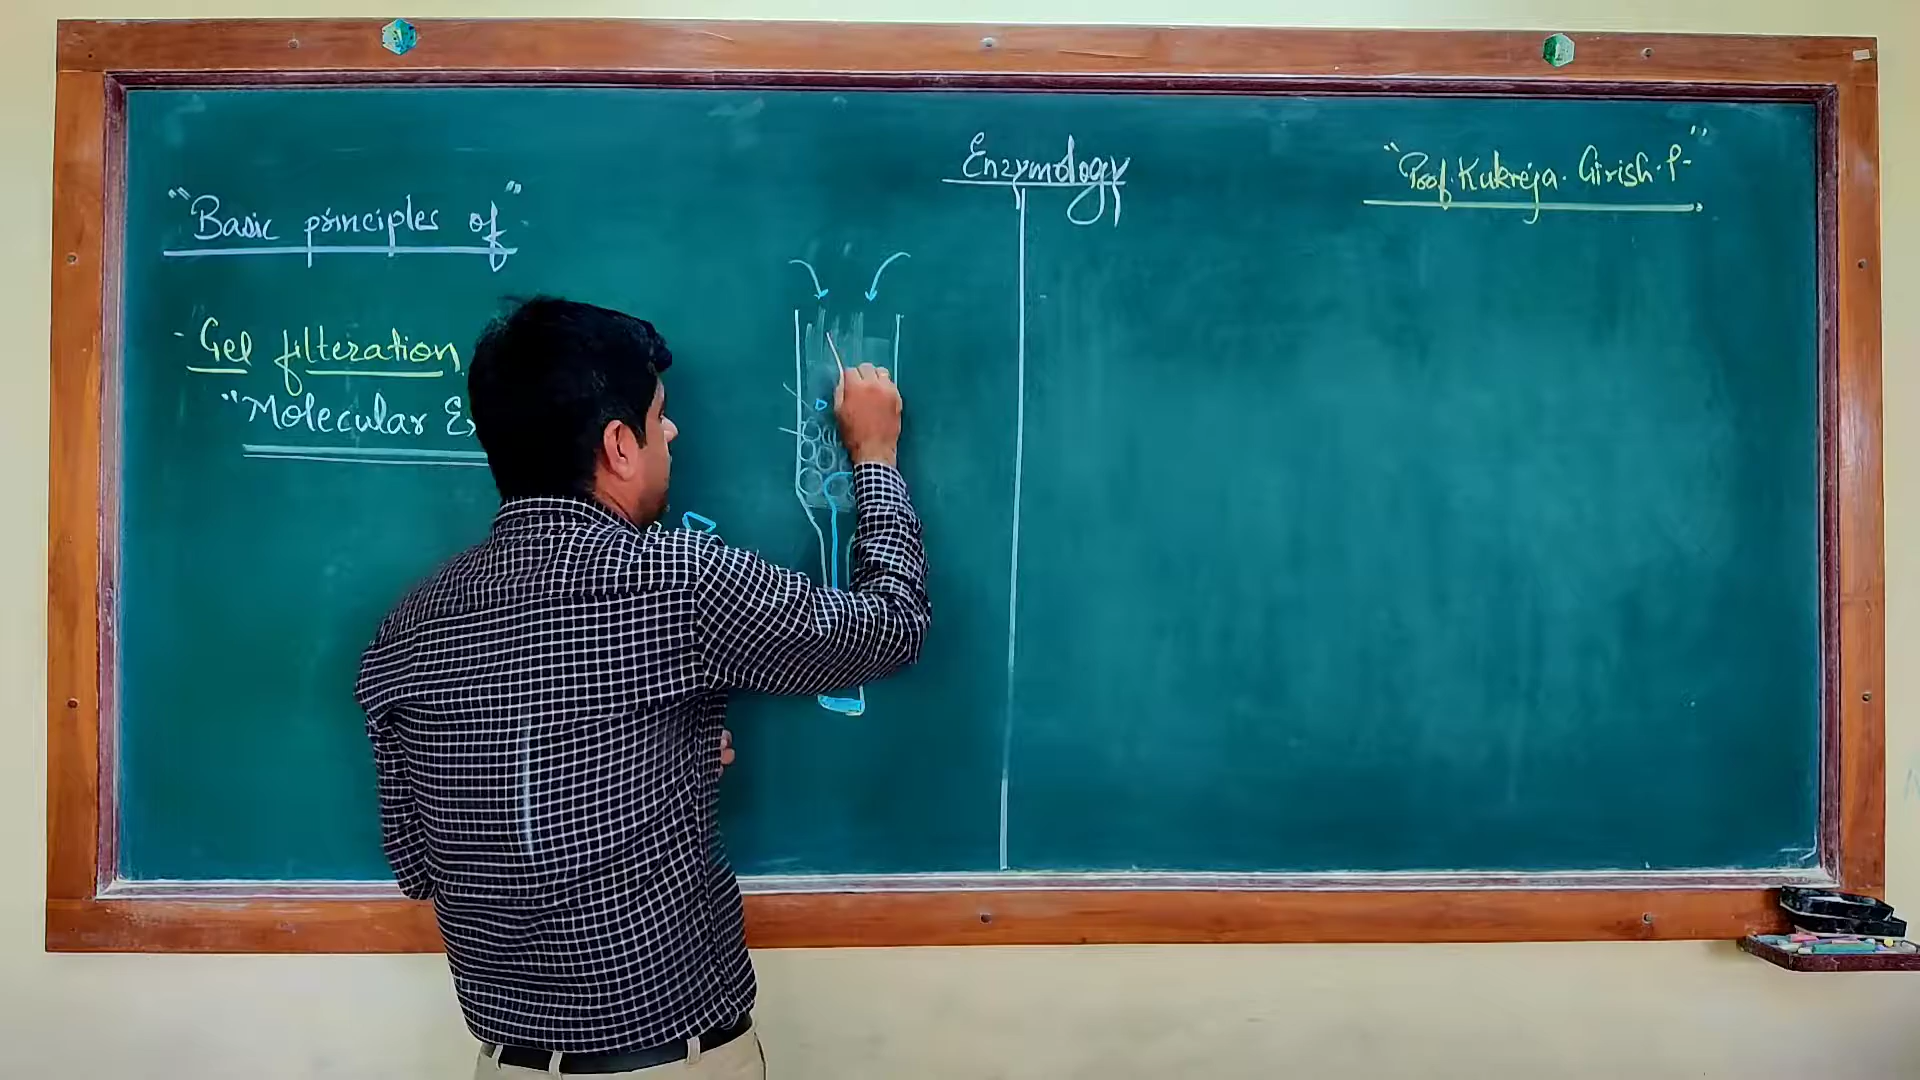 Enzymology
"Prof. Kukreja. Girish. P."
"Basic principles of"
- Gel filteration
"Molecular